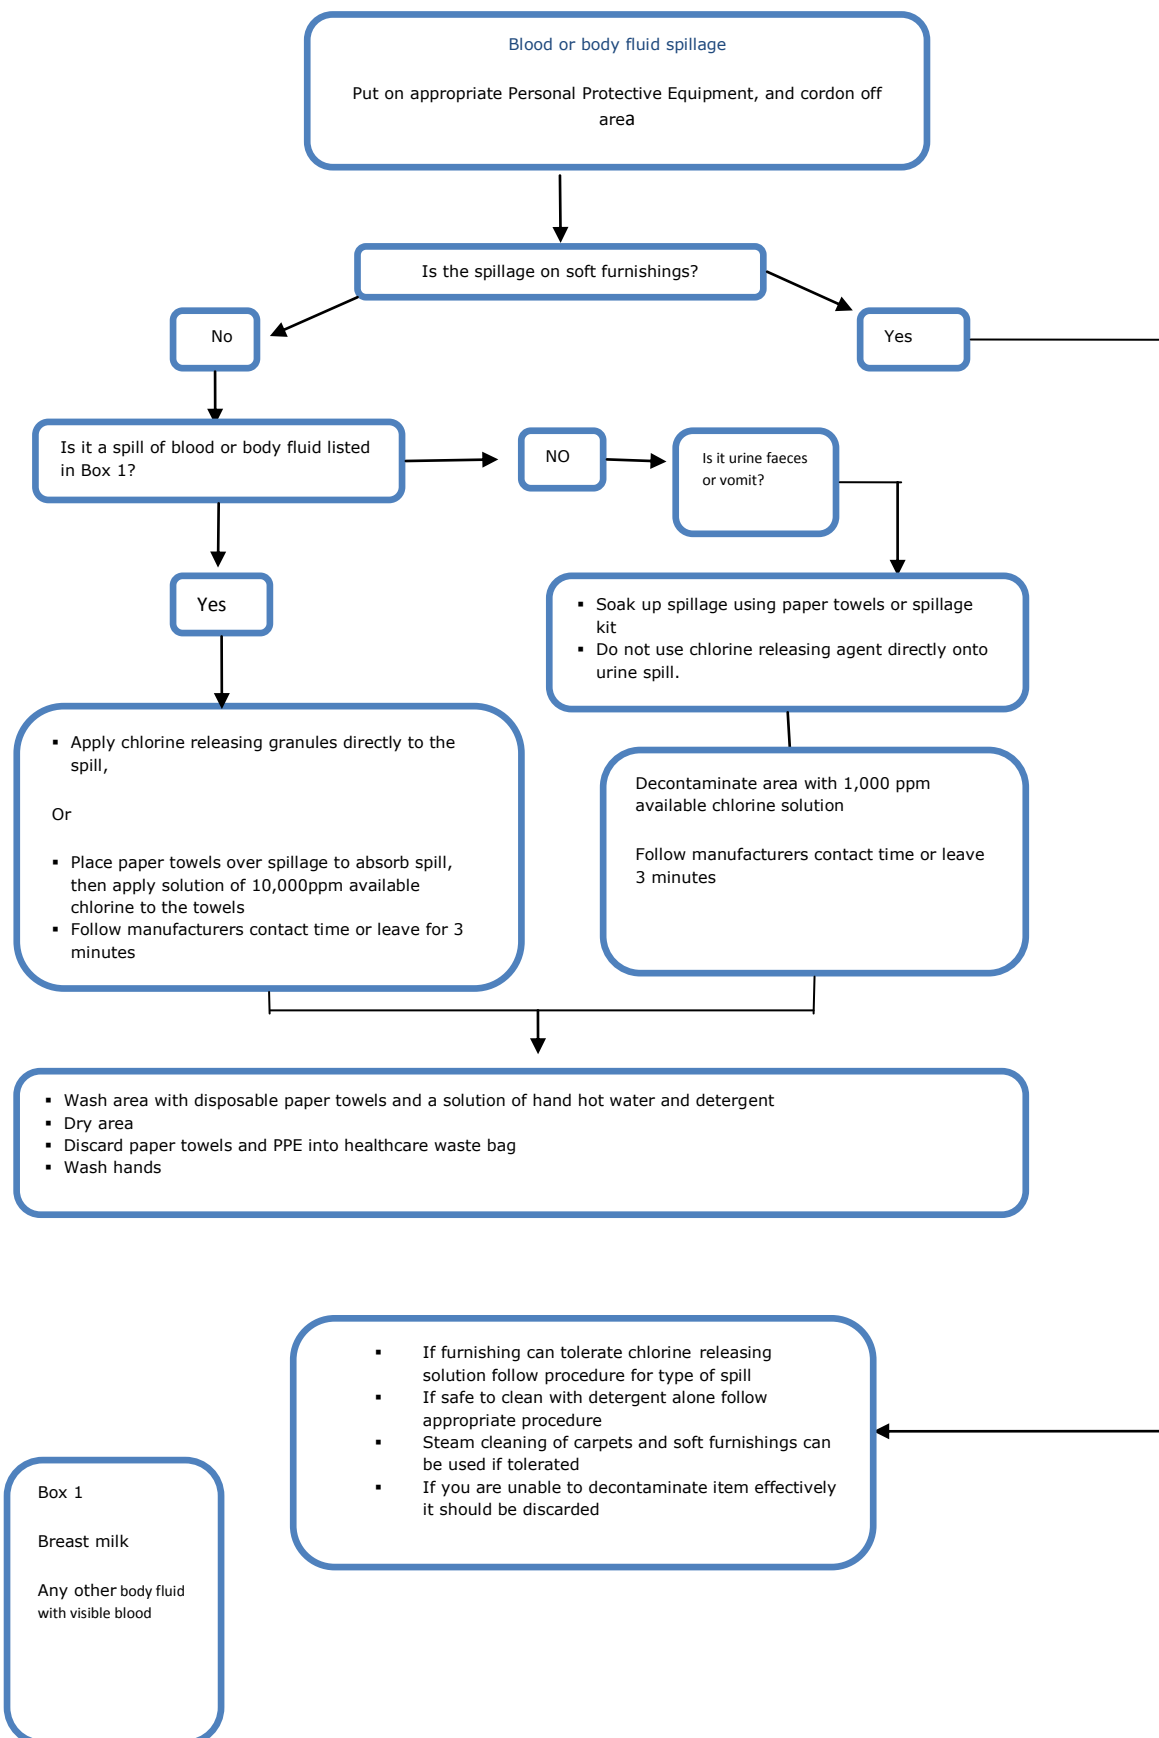 Blood or body fluid spillage
Put on appropriate Personal Protective Equipment, and cordon off
area
Is the spillage on soft furnishings?
No
Yes
Is it a spill of blood or body fluid listed
in Box 1?
NO
Is it urine faeces
or vomit?
Yes
▪ Soak up spillage using paper towels or spillage
kit
▪ Do not use chlorine releasing agent directly onto
urine spill.
▪ Apply chlorine releasing granules directly to the
spill,
Or
▪ Place paper towels over spillage to absorb spill,
then apply solution of 10,000ppm available
chlorine to the towels
▪ Follow manufacturers contact time or leave for 3
minutes
Decontaminate area with 1,000 ppm
available chlorine solution
Follow manufacturers contact time or leave
3 minutes
▪ Wash area with disposable paper towels and a solution of hand hot water and detergent
▪ Dry area
▪ Discard paper towels and PPE into healthcare waste bag
▪ Wash hands
▪ If furnishing can tolerate chlorine releasing
solution follow procedure for type of spill
▪ If safe to clean with detergent alone follow
appropriate procedure
▪ Steam cleaning of carpets and soft furnishings can
be used if tolerated
▪ If you are unable to decontaminate item effectively
it should be discarded
Box 1
Breast milk
Any other body fluid
with visible blood